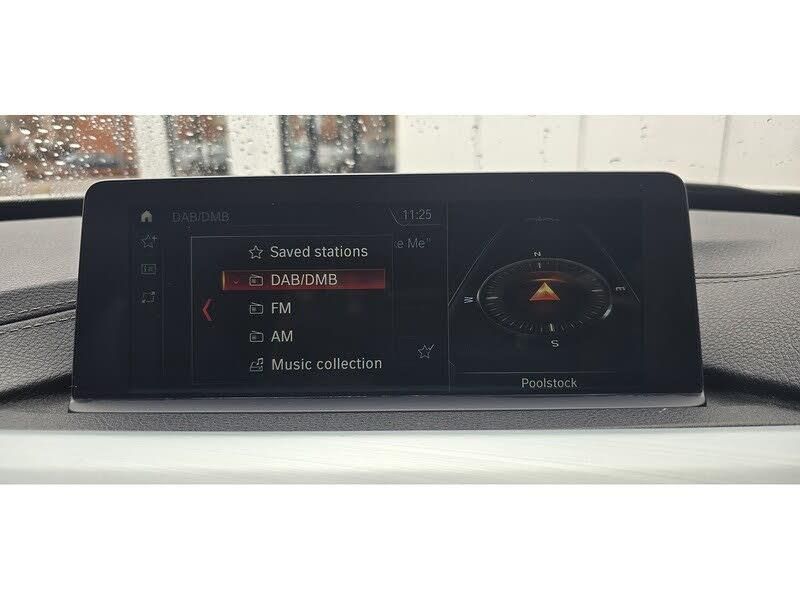 DAB/DMB
11:25
ke Me"
Saved stations
DAB/DMB
FM
AM
Music collection
N
W
E
S
Poolstock